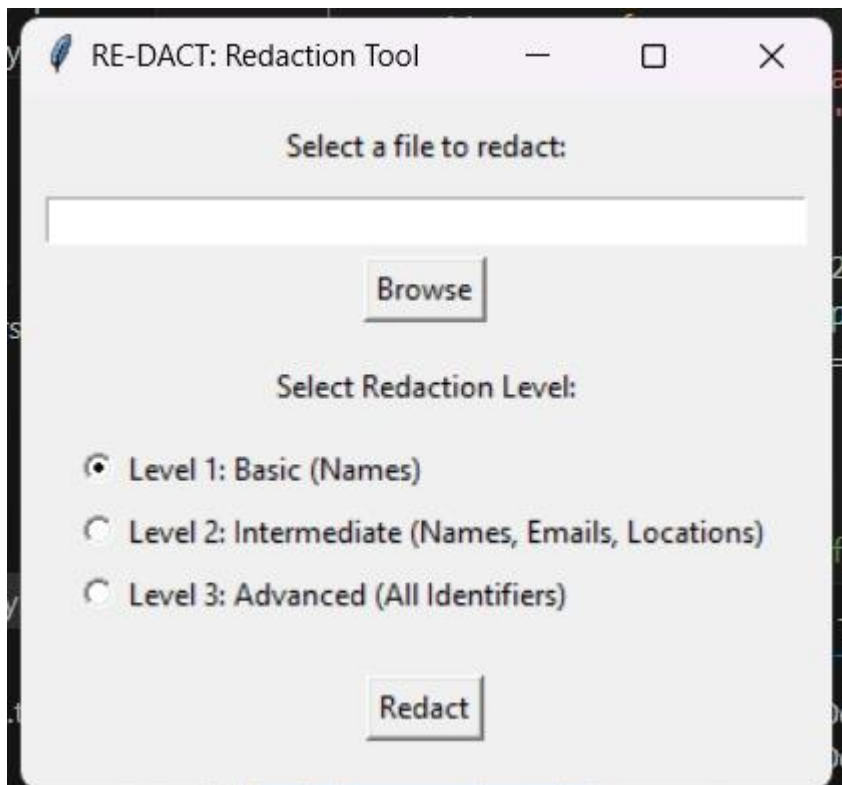 RE-DACT: Redaction Tool
Select a file to redact:
Browse
Select Redaction Level:
Level 1: Basic (Names)
Level 2: Intermediate (Names, Emails, Locations)
Level 3: Advanced (All Identifiers)
Redact